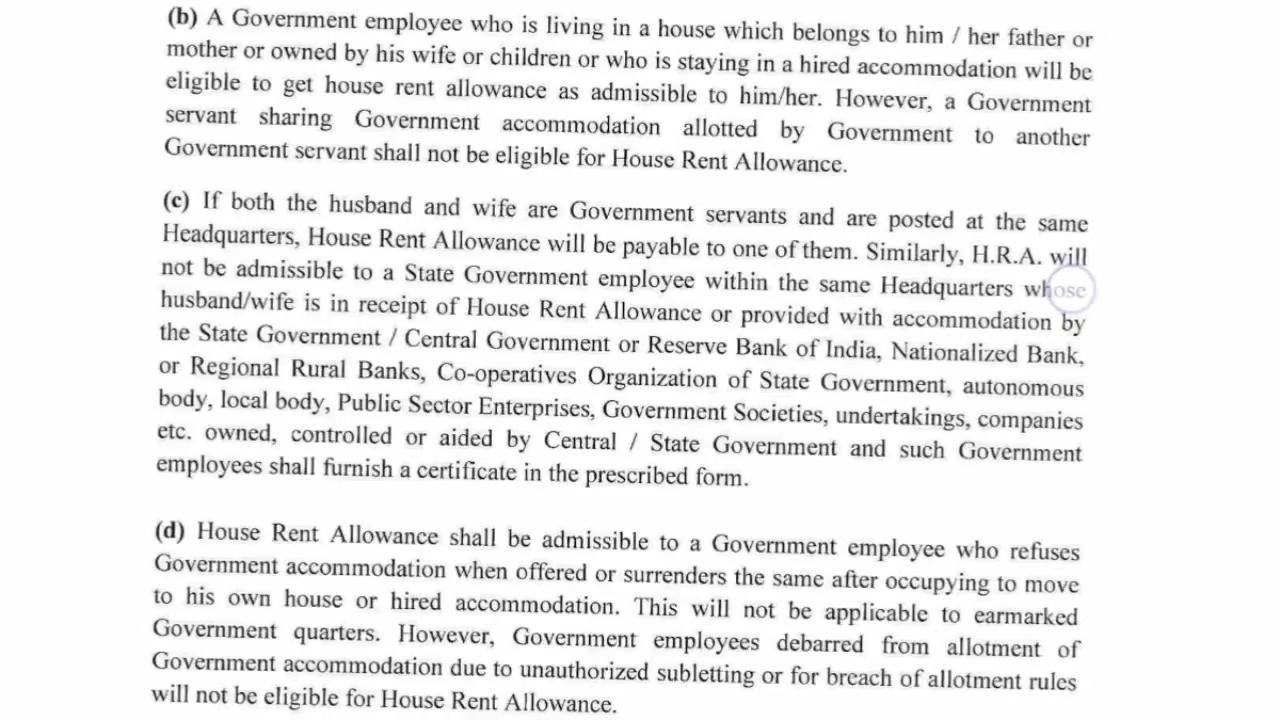 (b) A Government employee who is living in a house which belongs to him / her father or
mother or owned by his wife or children or who is staying in a hired accommodation will be
eligible to get house rent allowance as admissible to him/her. However, a Government
servant sharing Government accommodation allotted by Government to another
Government servant shall not be eligible for House Rent Allowance.
(c) If both the husband and wife are Government servants and are posted at the same
Headquarters, House Rent Allowance will be payable to one of them. Similarly, H.R.A. will
not be admissible to a State Government employee within the same Headquarters whose
husband/wife is in receipt of House Rent Allowance or provided with accommodation by
the State Government / Central Government or Reserve Bank of India, Nationalized Bank,
or Regional Rural Banks, Co-operatives Organization of State Government, autonomous
body, local body, Public Sector Enterprises, Government Societies, undertakings, companies
etc. owned, controlled or aided by Central / State Government and such Government
employees shall furnish a certificate in the prescribed form.
(d) House Rent Allowance shall be admissible to a Government employee who refuses
Government accommodation when offered or surrenders the same after occupying to move
to his own house or hired accommodation. This will not be applicable to earmarked
Government quarters. However, Government employees debarred from allotment of
Government accommodation due to unauthorized subletting or for breach of allotment rules
will not be eligible for House Rent Allowance.